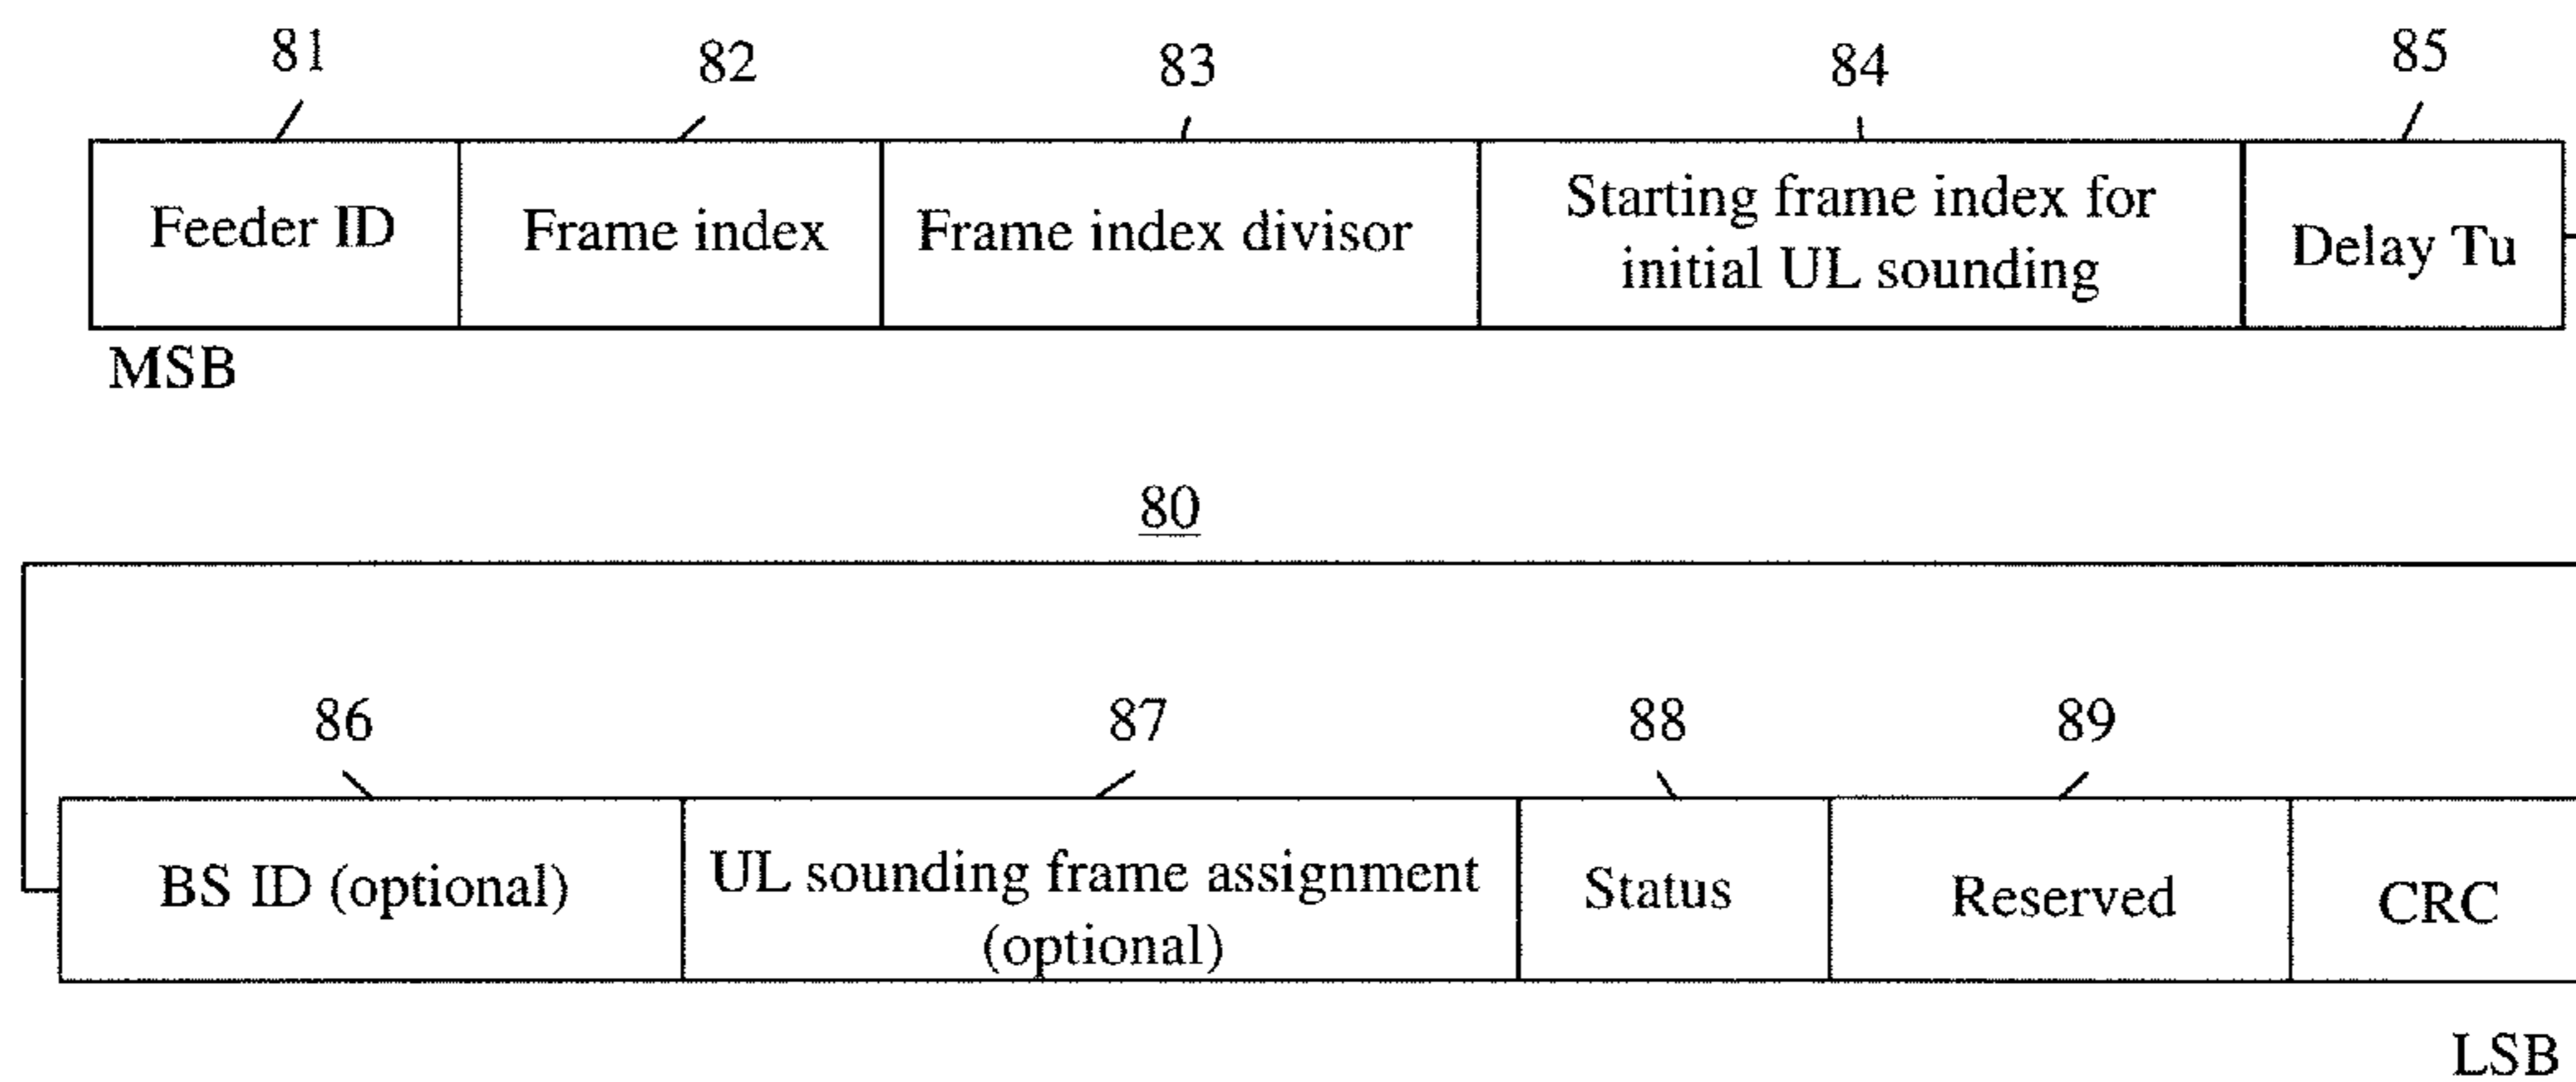 81
82
83
84
85
Feeder ID
Frame index
Frame index divisor
Starting frame index for
initial UL sounding
Delay Tu
MSB
80
86
87
88
89
BS ID (optional)
UL sounding frame assignment
(optional)
Status
Reserved
CRC
LSB